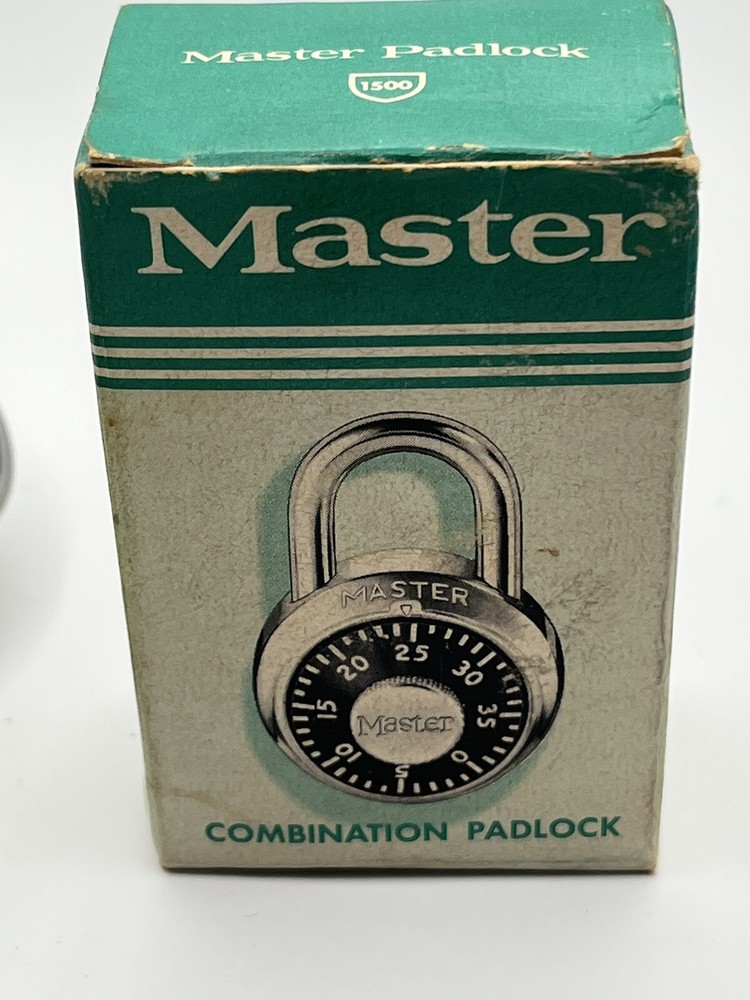 Master Padlock
1500
Master
MASTER
20 25 30
15 35
10 5 0
Master
COMBINATION PADLOCK